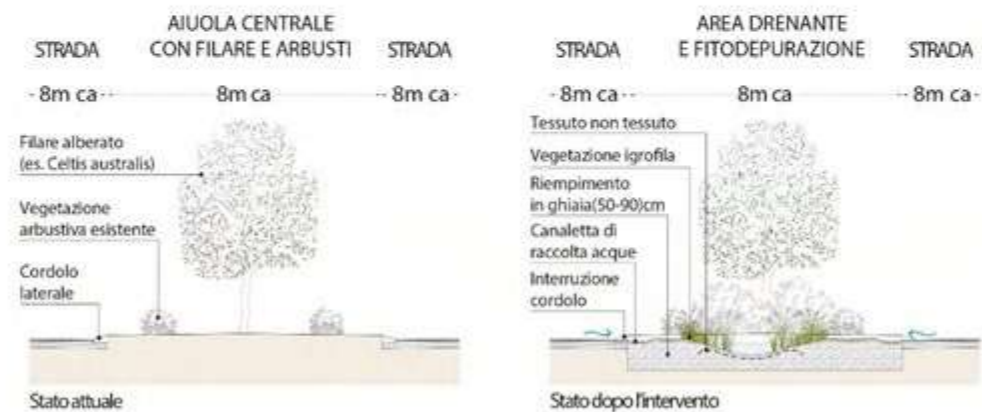 AIUOLA CENTRALE
CON FILARE E ARBUSTI
STRADA
STRADA
- 8m ca - -
8m ca
- - 8m ca -
Filare alberato
(es. Celtis australis)
Vegetazione
arbustiva esistente
Cordolo
laterale
Stato attuale
AREA DRENANTE
E FITODEPURAZIONE
STRADA
STRADA
- 8m ca - -
8m ca
- - 8m ca -
Tessuto non tessuto
Vegetazione igrofila
Riempimento
in ghiaia(50-90)cm
Canaletta di
raccolta acque
Interruzione
cordolo
Stato dopo l'intervento